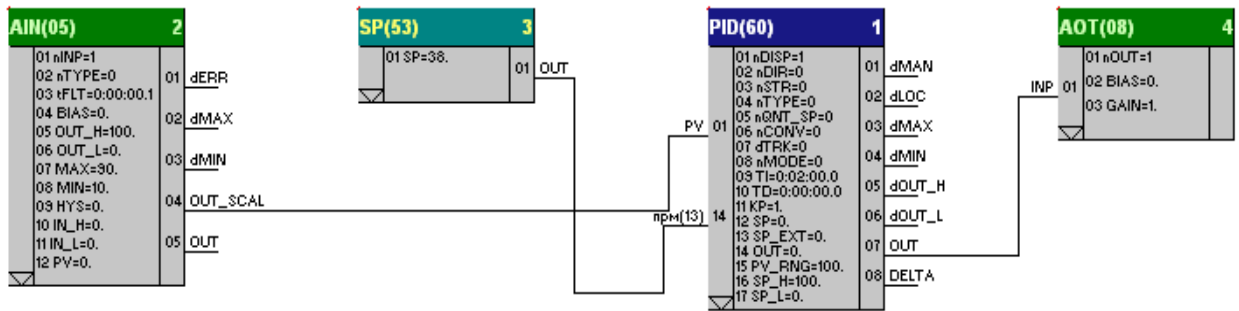 AIN(05) 2
01 nINP=1
02 nTYPE=0
03 tFLT=0:00:00.1
04 BIAS=0.
05 OUT_H=100.
06 OUT_L=0.
07 MAX=90.
08 MIN=10.
09 HYS=0.
10 IN_H=0.
11 IN_L=0.
12 PV=0.
01 dERR
02 dMAX
03 dMIN
04 OUT_SCAL
05 OUT
SP(53) 3
01 SP=38.
01 OUT
PID(60) 1
PV 01
прм(13) 14
01 nDISP=1
02 nDIR=0
03 nSTR=0
04 nTYPE=0
05 nQNT_SP=0
06 nCONV=0
07 dTRK=0
08 nMODE=0
09 TI=0:02:00.0
10 TD=0:00:00.0
11 KP=1.
12 SP=0.
13 SP_EXT=0.
14 OUT=0.
15 PV_RNG=100.
16 SP_H=100.
17 SP_L=0.
01 dMAN
02 dLOC
03 dMAX
04 dMIN
05 dOUT_H
06 dOUT_L
07 OUT
08 DELTA
AOT(08) 4
INP 01
01 nOUT=1
02 BIAS=0.
03 GAIN=1.